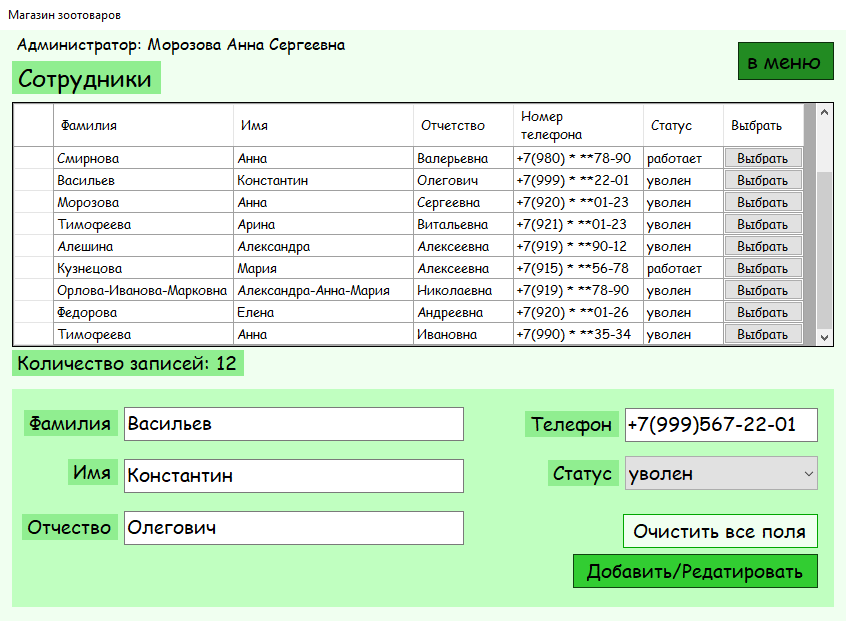 Магазин зоотоваров
Администратор: Морозова Анна Сергеевна
в меню
Сотрудники
Фамилия Имя Отчетство Номер телефона Статус Выбрать
Смирнова Анна Валерьевна +7(980) * **78-90 работает Выбрать
Васильев Константин Олегович +7(999) * **22-01 уволен Выбрать
Морозова Анна Сергеевна +7(920) * **01-23 уволен Выбрать
Тимофеева Арина Витальевна +7(921) * **01-23 уволен Выбрать
Алешина Александра Алексеевна +7(919) * **90-12 уволен Выбрать
Кузнецова Мария Алексеевна +7(915) * **56-78 работает Выбрать
Орлова-Иванова-Марковна Александра-Анна-Мария Николаевна +7(919) * **78-90 уволен Выбрать
Федорова Елена Андреевна +7(920) * **01-26 уволен Выбрать
Тимофеева Анна Ивановна +7(990) * **35-34 уволен Выбрать
Количество записей: 12
Фамилия Васильев Телефон +7(999)567-22-01
Имя Константин Статус уволен
Отчество Олегович
Очистить все поля
Добавить/Редатировать